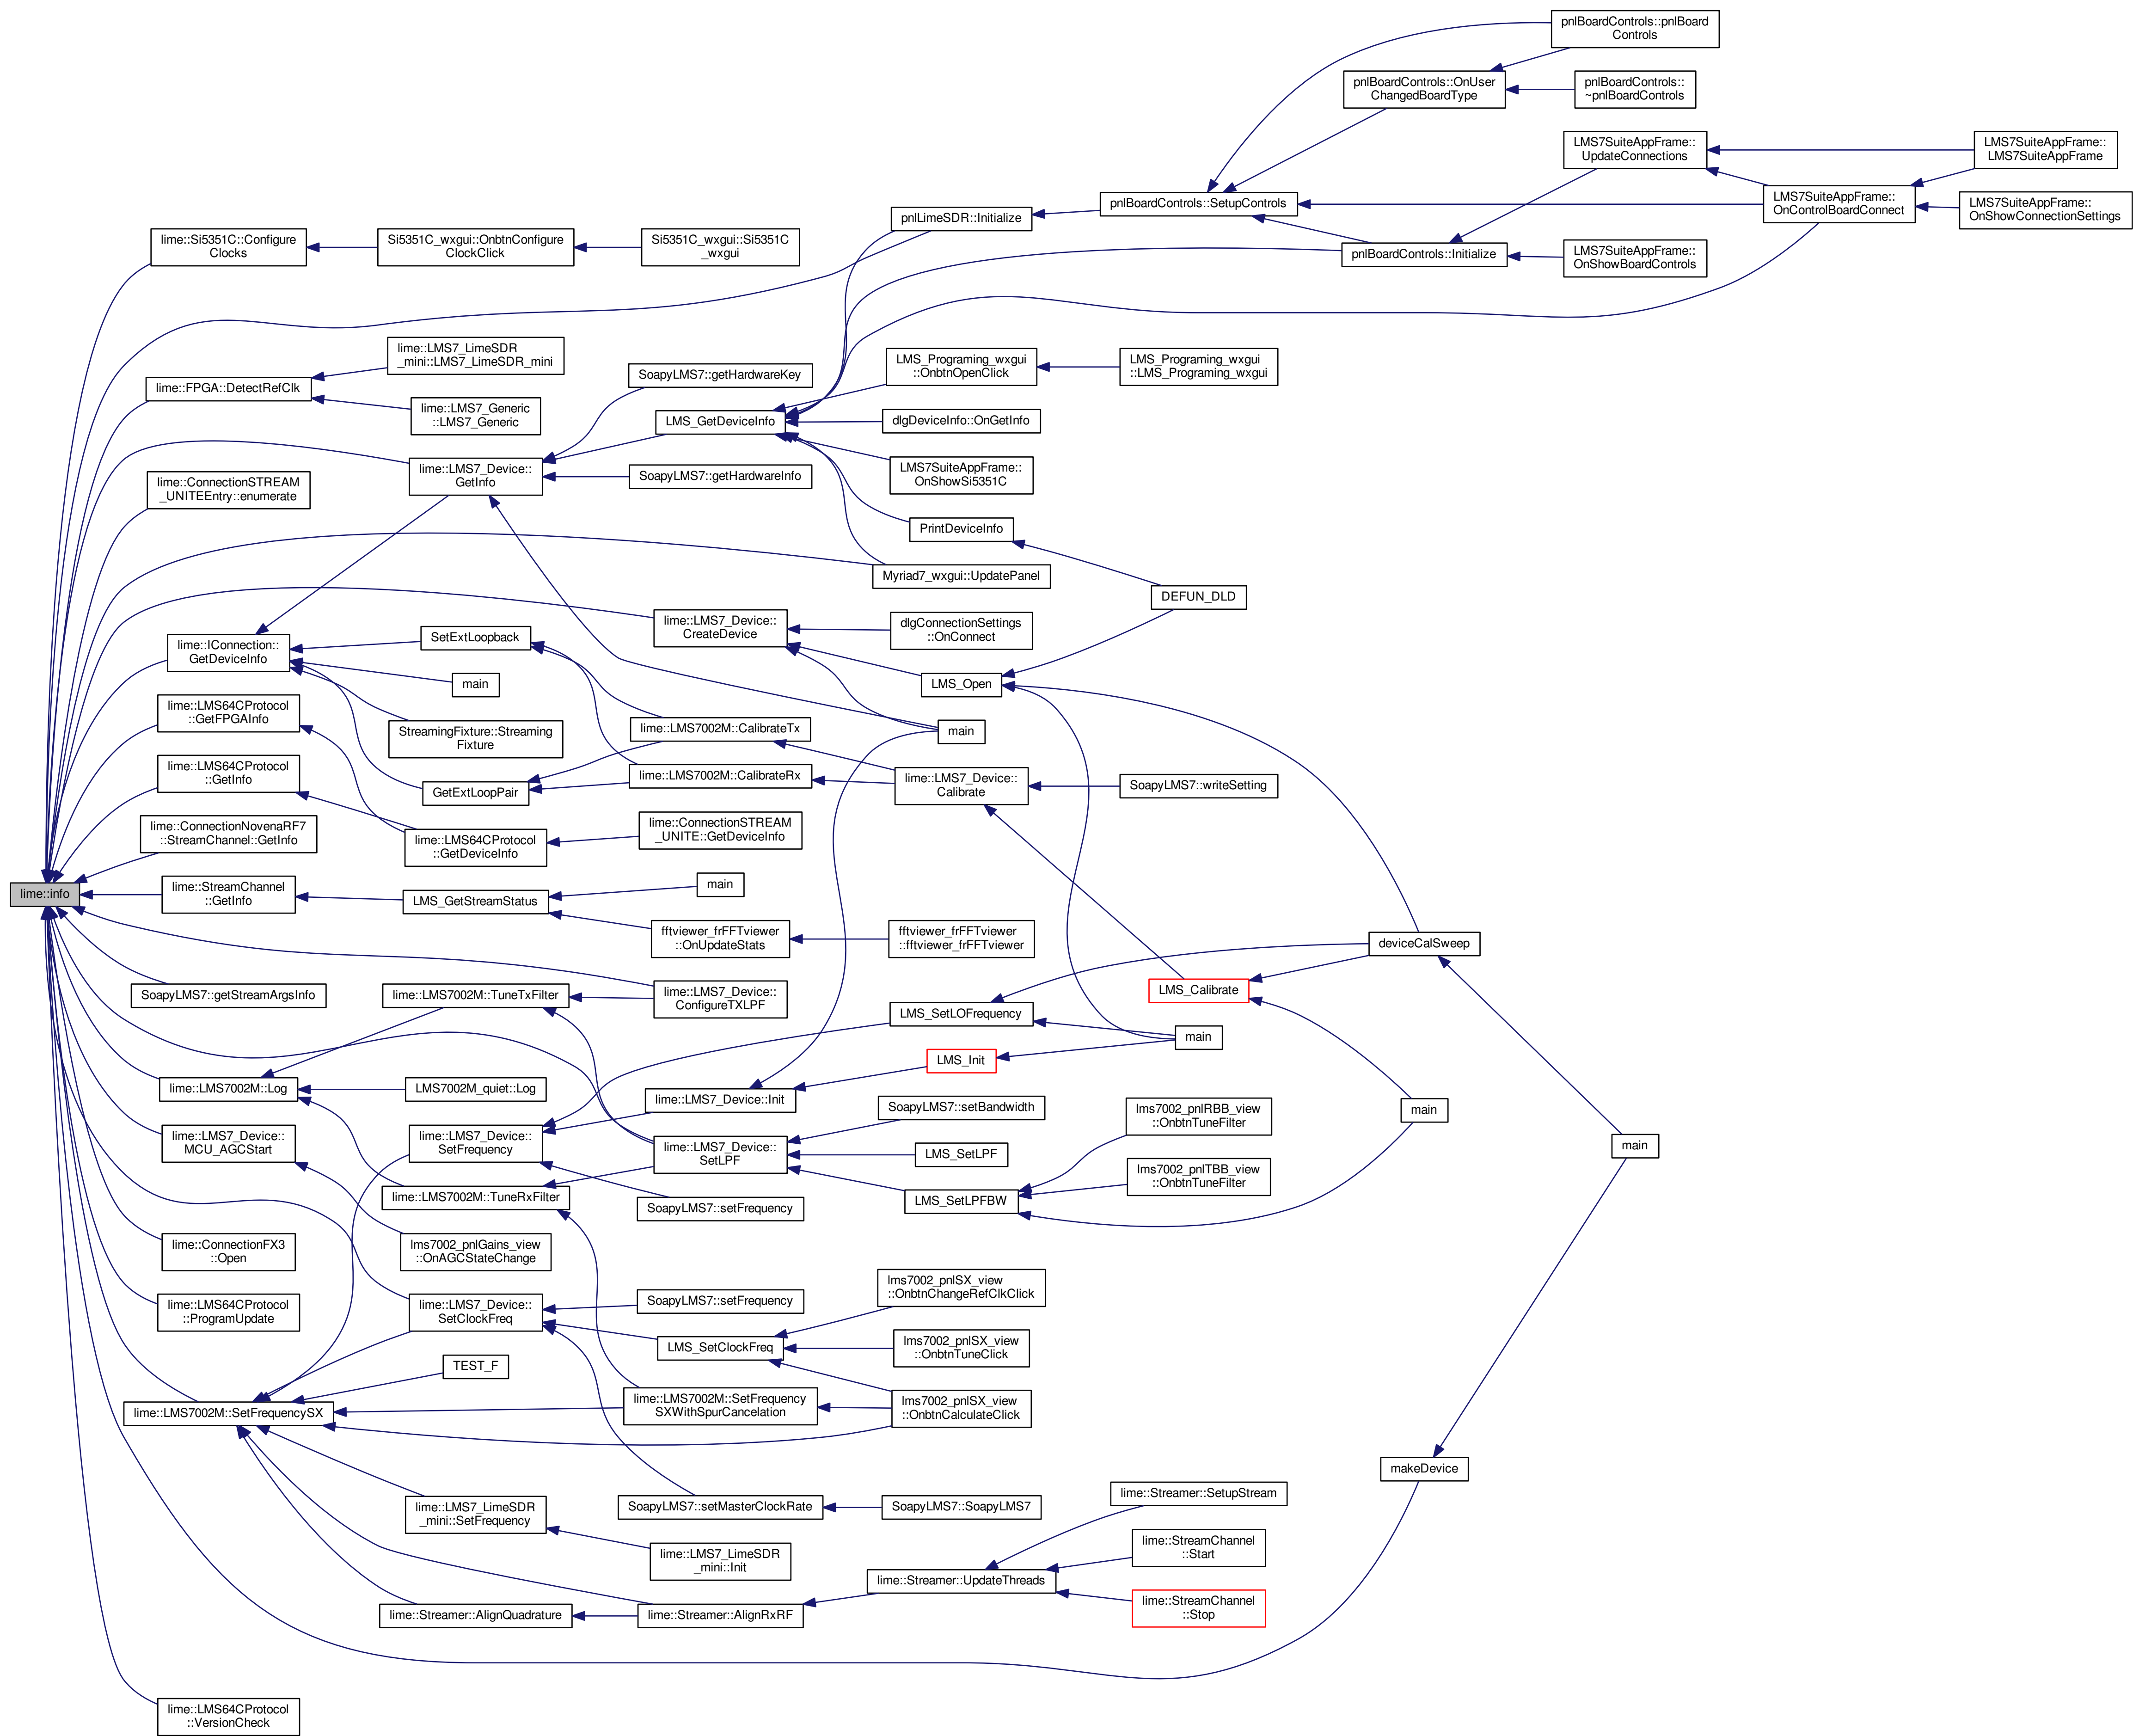 pnlBoardControls::pnlBoard
Controls
pnlBoardControls::OnUser
ChangedBoardType
pnlBoardControls::
~pnlBoardControls
LMS7SuiteAppFrame::
UpdateConnections
LMS7SuiteAppFrame::
LMS7SuiteAppFrame
pnlBoardControls::SetupControls
LMS7SuiteAppFrame::
OnControlBoardConnect
LMS7SuiteAppFrame::
OnShowConnectionSettings
pnlLimeSDR::Initialize
lime::Si5351C::Configure
Clocks
Si5351C_wxgui::OnbtnConfigure
ClockClick
Si5351C_wxgui::Si5351C
_wxgui
pnlBoardControls::Initialize
LMS7SuiteAppFrame::
OnShowBoardControls
lime::LMS7_LimeSDR
_mini::LMS7_LimeSDR_mini
lime::FPGA::DetectRefClk
lime::LMS7_Generic
::LMS7_Generic
SoapyLMS7::getHardwareKey
LMS_Programing_wxgui
::OnbtnOpenClick
LMS_Programing_wxgui
::LMS_Programing_wxgui
LMS_GetDeviceInfo
dlgDeviceInfo::OnGetInfo
lime::LMS7_Device::
GetInfo
SoapyLMS7::getHardwareInfo
LMS7SuiteAppFrame::
OnShowSi5351C
lime::ConnectionSTREAM
_UNITEEntry::enumerate
PrintDeviceInfo
Myriad7_wxgui::UpdatePanel
DEFUN_DLD
lime::LMS7_Device::
CreateDevice
dlgConnectionSettings
::OnConnect
lime::IConnection::
GetDeviceInfo
SetExtLoopback
main
LMS_Open
lime::LMS64CProtocol
::GetFPGAInfo
StreamingFixture::Streaming
Fixture
lime::LMS7002M::CalibrateTx
main
lime::LMS64CProtocol
::GetInfo
GetExtLoopPair
lime::LMS7002M::CalibrateRx
lime::LMS7_Device::
Calibrate
SoapyLMS7::writeSetting
lime::ConnectionNovenaRF7
::StreamChannel::GetInfo
lime::LMS64CProtocol
::GetDeviceInfo
lime::ConnectionSTREAM
_UNITE::GetDeviceInfo
lime::info
lime::StreamChannel
::GetInfo
LMS_GetStreamStatus
main
fftviewer_frFFTviewer
::OnUpdateStats
fftviewer_frFFTviewer
::fftviewer_frFFTviewer
deviceCalSweep
SoapyLMS7::getStreamArgsInfo
lime::LMS7002M::TuneTxFilter
lime::LMS7_Device::
ConfigureTXLPF
LMS_Calibrate
LMS_SetLOFrequency
main
LMS_Init
lime::LMS7002M::Log
LMS7002M_quiet::Log
lime::LMS7_Device::Init
SoapyLMS7::setBandwidth
lms7002_pnlRBB_view
::OnbtnTuneFilter
main
lime::LMS7_Device::
MCU_AGCStart
lime::LMS7_Device::
SetFrequency
lime::LMS7_Device::
SetLPF
LMS_SetLPF
main
lms7002_pnlTBB_view
::OnbtnTuneFilter
lime::LMS7002M::TuneRxFilter
LMS_SetLPFBW
SoapyLMS7::setFrequency
lime::ConnectionFX3
::Open
lms7002_pnlGains_view
::OnAGCStateChange
lime::LMS64CProtocol
::ProgramUpdate
lime::LMS7_Device::
SetClockFreq
SoapyLMS7::setFrequency
lms7002_pnlSX_view
::OnbtnChangeRefClkClick
LMS_SetClockFreq
lms7002_pnlSX_view
::OnbtnTuneClick
TEST_F
lime::LMS7002M::SetFrequencySX
lime::LMS7002M::SetFrequency
SXWithSpurCancelation
lms7002_pnlSX_view
::OnbtnCalculateClick
makeDevice
lime::LMS7_LimeSDR
_mini::SetFrequency
SoapyLMS7::setMasterClockRate
SoapyLMS7::SoapyLMS7
lime::Streamer::SetupStream
lime::LMS7_LimeSDR
_mini::Init
lime::StreamChannel
::Start
lime::Streamer::UpdateThreads
lime::Streamer::AlignQuadrature
lime::Streamer::AlignRxRF
lime::StreamChannel
::Stop
lime::LMS64CProtocol
::VersionCheck